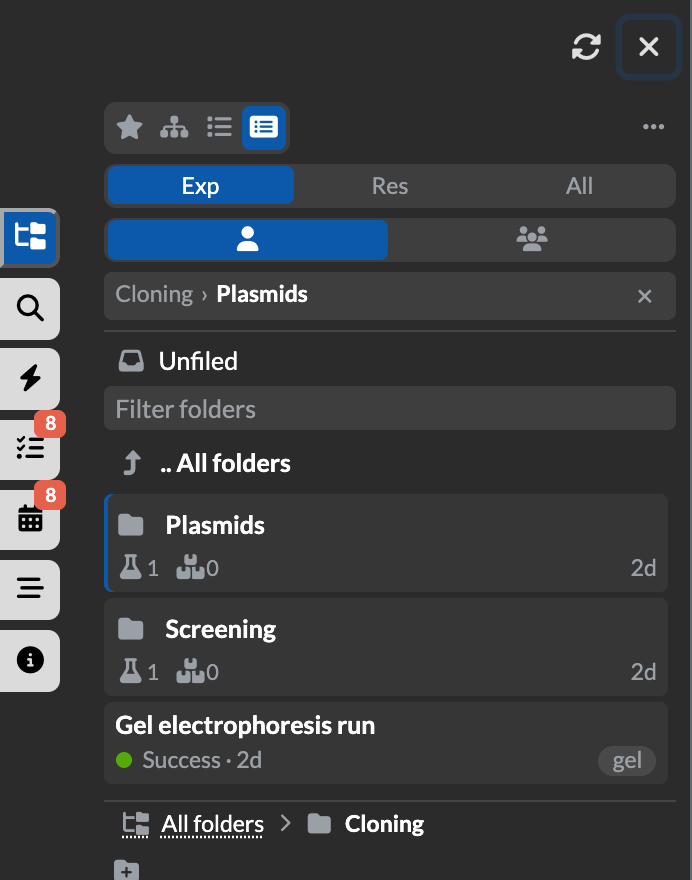 Exp Res All
Cloning › Plasmids ×
Unfiled
Filter folders
.. All folders
Plasmids
1 0 2d
Screening
1 0 2d
Gel electrophoresis run
Success · 2d gel
8
8
All folders > Cloning